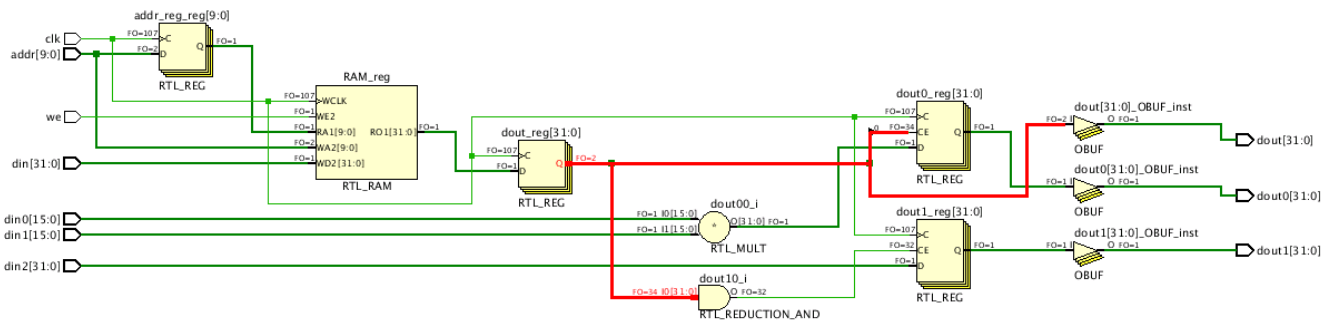 addr_reg_reg[9:0]
clk
FO=107
C
addr[9:0]
FO=2
D
Q
FO=1
RTL_REG
RAM_reg
FO=107
WCLK
we
FO=1
WE2
FO=1
RA1[9:0]
RO1[31:0]
FO=1
FO=2
WA2[9:0]
din[31:0]
FO=1
WD2[31:0]
RTL_RAM
dout_reg[31:0]
FO=107
C
FO=1
D
Q
FO=2
RTL_REG
dout0_reg[31:0]
FO=107
C
0
FO=34
CE
FO=1
D
Q
FO=1
RTL_REG
dout[31:0]_OBUF_inst
FO=2
I
O
FO=1
OBUF
dout[31:0]
dout0[31:0]_OBUF_inst
FO=1
I
O
FO=1
OBUF
dout0[31:0]
din0[15:0]
din1[15:0]
dout00_i
FO=1
I0[15:0]
FO=1
I1[15:0]
*
O[31:0]
FO=1
RTL_MULT
dout1_reg[31:0]
FO=107
C
FO=32
CE
FO=1
D
Q
FO=1
RTL_REG
dout1[31:0]_OBUF_inst
FO=1
I
O
FO=1
OBUF
dout1[31:0]
din2[31:0]
dout10_i
FO=34
I0[31:0]
O
FO=32
RTL_REDUCTION_AND